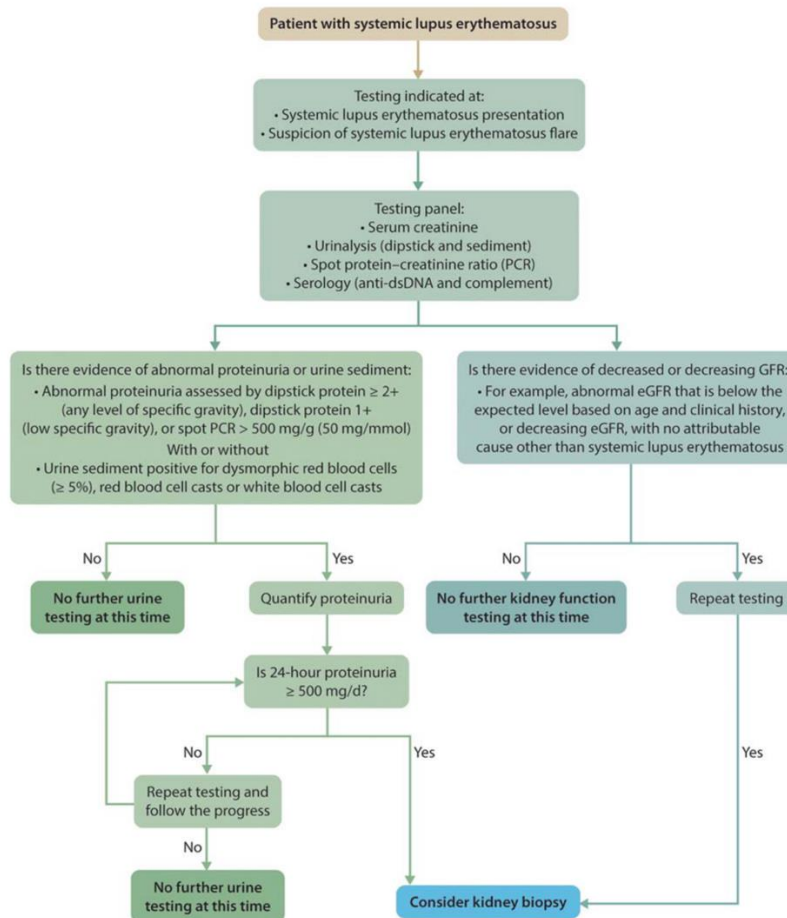 Patient with systemic lupus erythematosus
Testing indicated at:
• Systemic lupus erythematosus presentation
• Suspicion of systemic lupus erythematosus flare
Testing panel:
• Serum creatinine
• Urinalysis (dipstick and sediment)
• Spot protein–creatinine ratio (PCR)
• Serology (anti-dsDNA and complement)
Is there evidence of abnormal proteinuria or urine sediment:
• Abnormal proteinuria assessed by dipstick protein ≥ 2+
(any level of specific gravity), dipstick protein 1+
(low specific gravity), or spot PCR > 500 mg/g (50 mg/mmol)
With or without
• Urine sediment positive for dysmorphic red blood cells
(≥ 5%), red blood cell casts or white blood cell casts
Is there evidence of decreased or decreasing GFR:
• For example, abnormal eGFR that is below the
expected level based on age and clinical history,
or decreasing eGFR, with no attributable
cause other than systemic lupus erythematosus
No
Yes
No
Yes
No further urine
testing at this time
Quantify proteinuria
No further kidney function
testing at this time
Repeat testing
Is 24-hour proteinuria
≥ 500 mg/d?
No
Yes
Yes
Repeat testing and
follow the progress
No
No further urine
testing at this time
Consider kidney biopsy